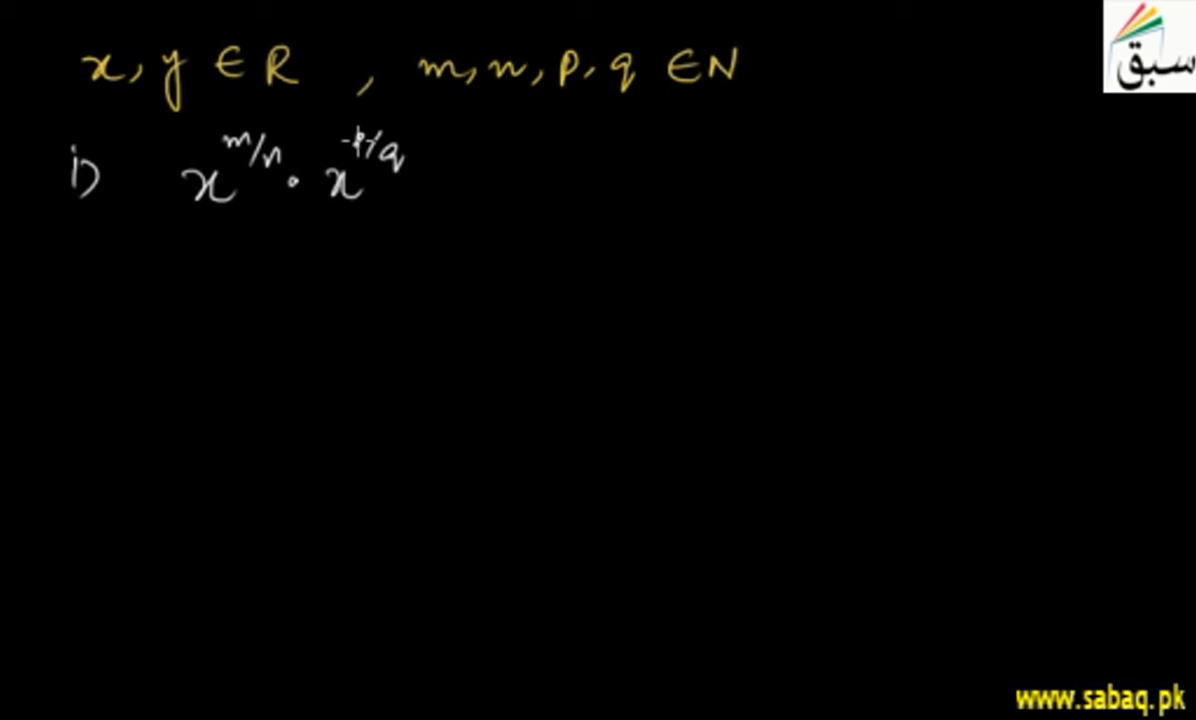 x, y ∈ R , m, n, p, q ∈ N
سبق
i) x^{m/n} · x^{-p/q}
www.sabaq.pk